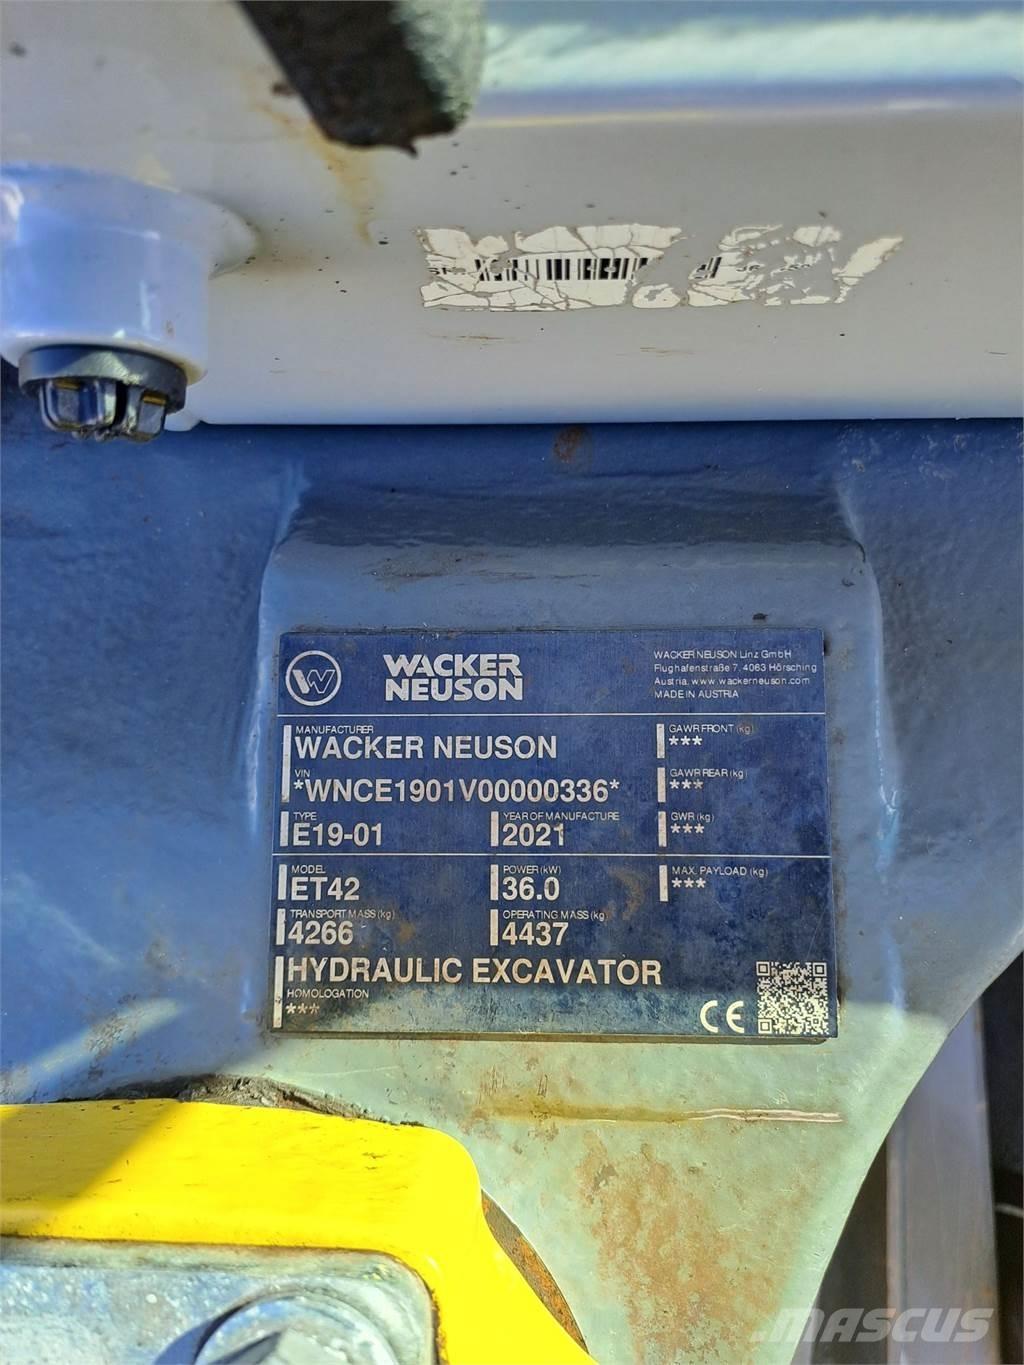 WACKER
NEUSON
WACKER NEUSON Linz GmbH
Flughafenstraße 7, 4063 Hörsching
Austria, www.wackerneuson.com
MADE IN AUSTRIA
MANUFACTURER
WACKER NEUSON
VIN
*WNCE1901V00000336*
TYPE
E19-01
YEAR OF MANUFACTURE
2021
GAWR FRONT (kg)
***
GAWR REAR (kg)
***
GWR (kg)
***
MODEL
ET42
POWER (kW)
36.0
MAX. PAYLOAD (kg)
***
TRANSPORT MASS (kg)
4266
OPERATING MASS (kg)
4437
HYDRAULIC EXCAVATOR
HOMOLOGATION
***
CE
MASCUS